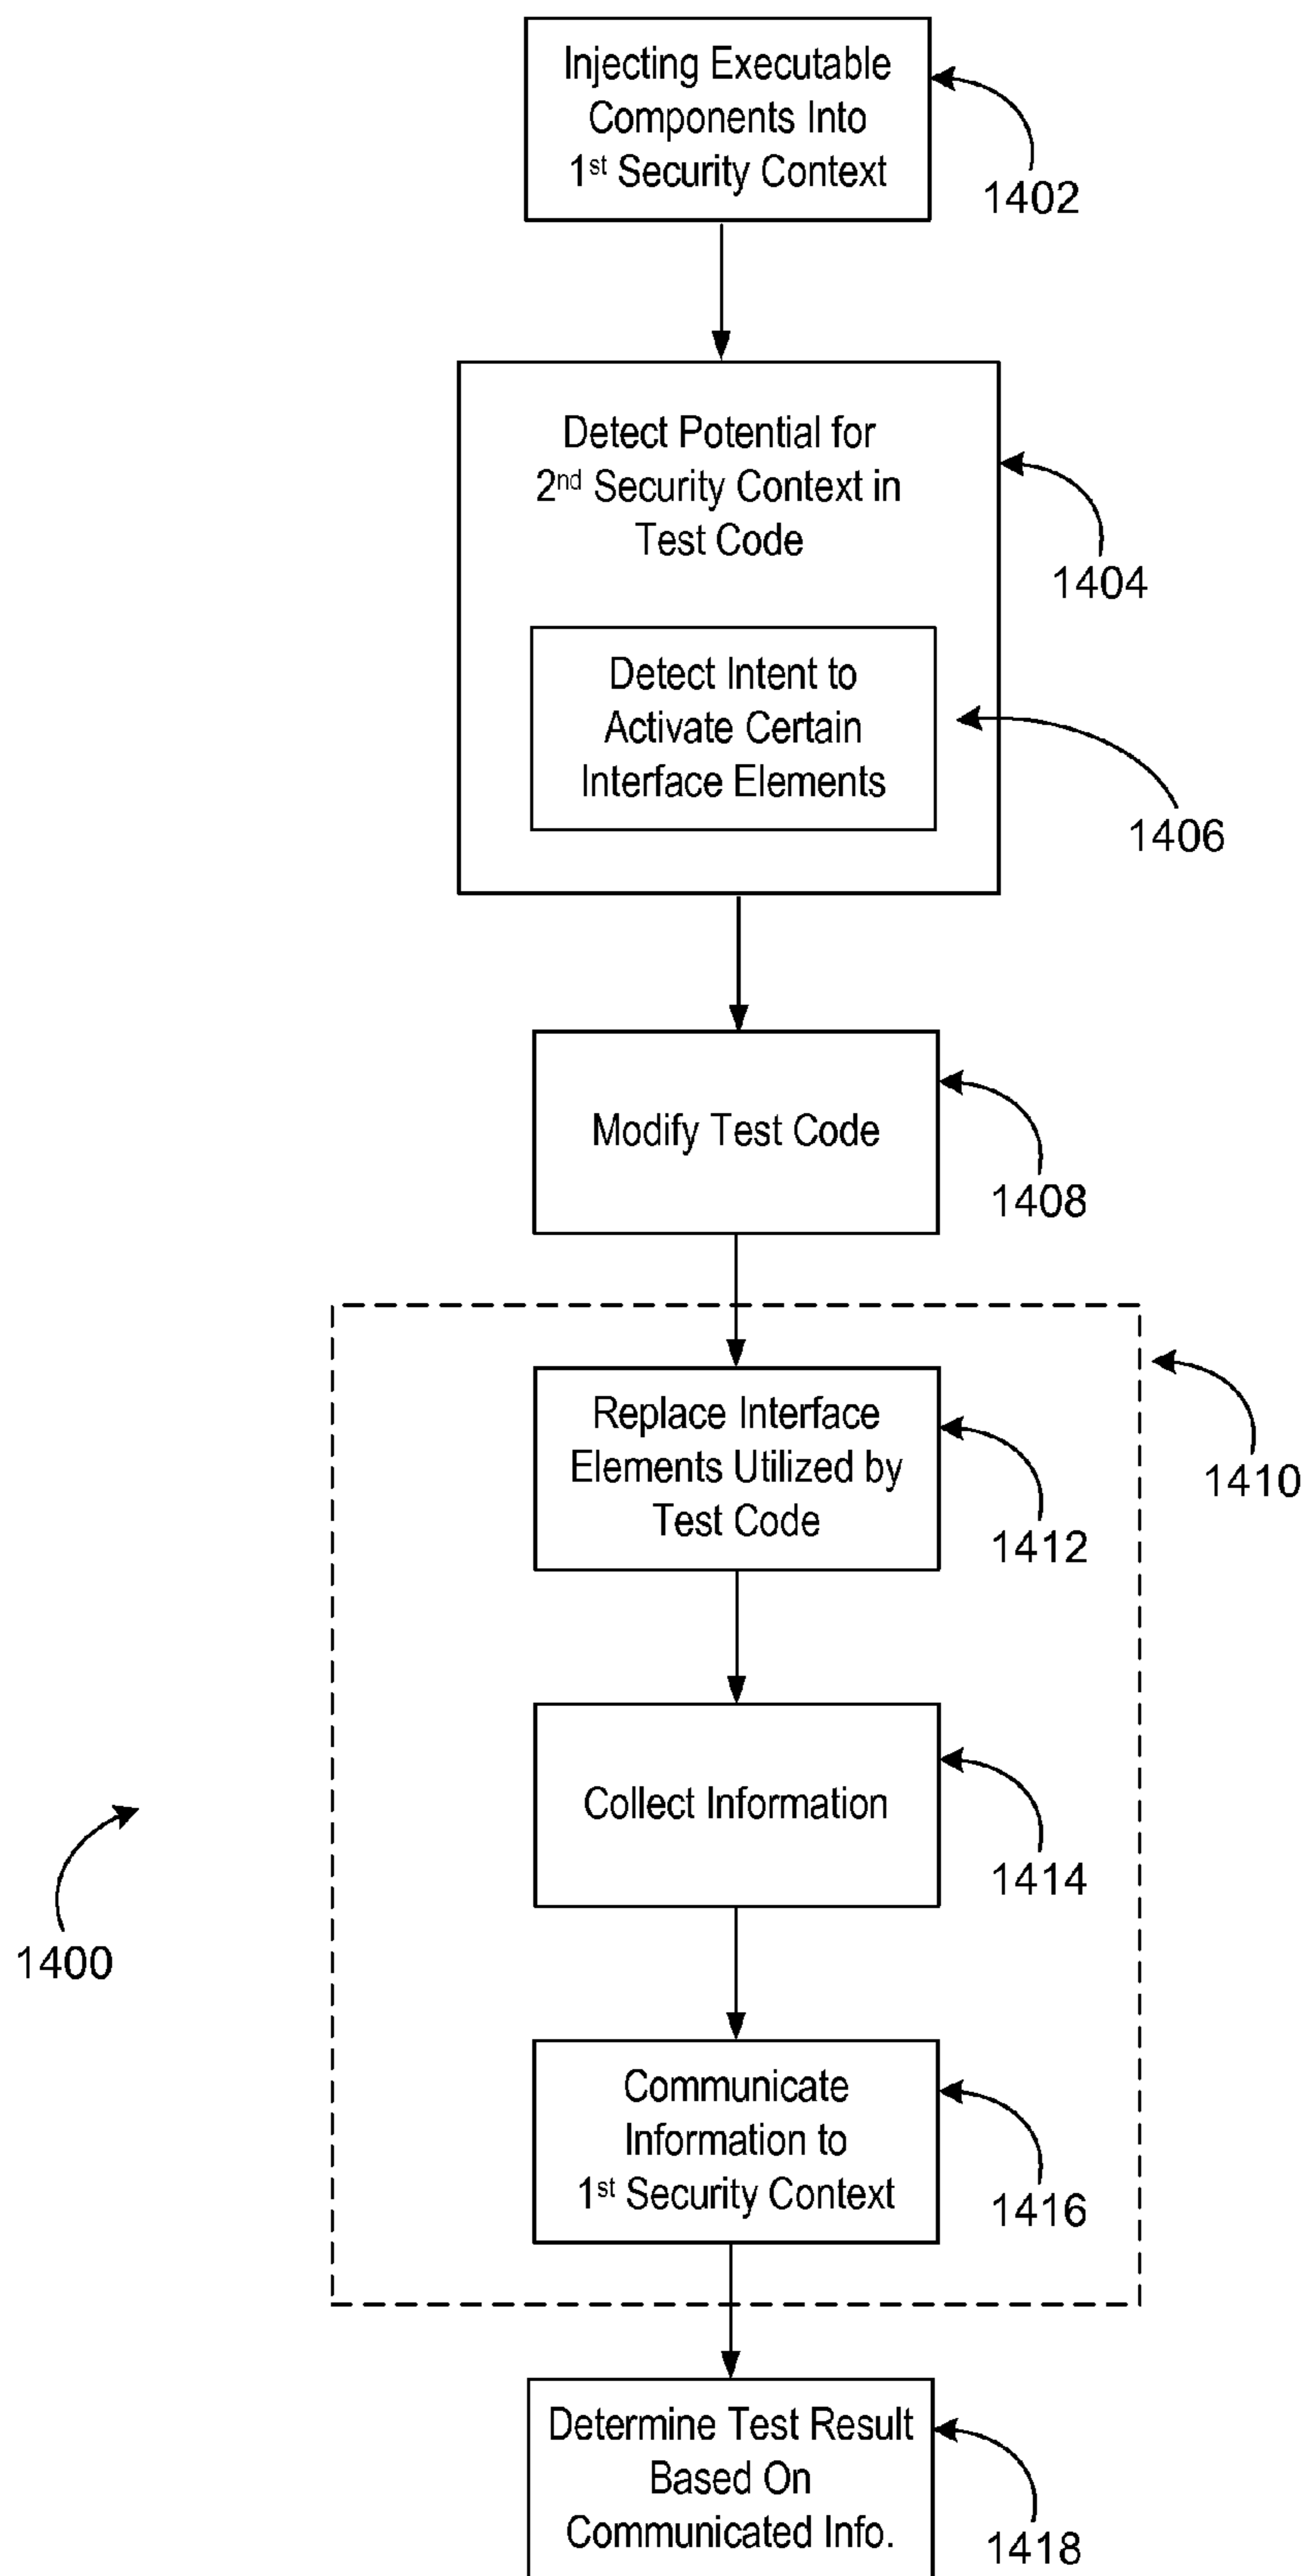 Injecting Executable
Components Into
1st Security Context
1402
Detect Potential for
2nd Security Context in
Test Code
1404
Detect Intent to
Activate Certain
Interface Elements
1406
Modify Test Code
1408
1410
Replace Interface
Elements Utilized by
Test Code
1412
Collect Information
1414
1400
Communicate
Information to
1st Security Context
1416
Determine Test Result
Based On
Communicated Info.
1418